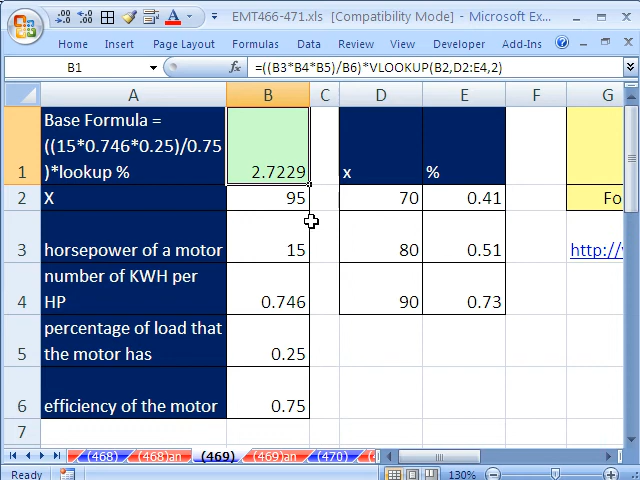 EMT466-471.xls [Compatibility Mode] - Microsoft Ex...
Home Insert Page Layout Formulas Data Review View Developer Add-Ins
B1 =((B3*B4*B5)/B6)*VLOOKUP(B2,D2:E4,2)
A B C D E F G
Base Formula =
((15*0.746*0.25)/0.75
)*lookup %
2.7229
x %
1
2 X 95 70 0.41 Fo
3 horsepower of a motor 15 80 0.51 http://
number of KWH per
4 HP 0.746 90 0.73
percentage of load that
5 the motor has 0.25
6 efficiency of the motor 0.75
7
(468) (468)an (469) (469)an (470)
Ready 130%